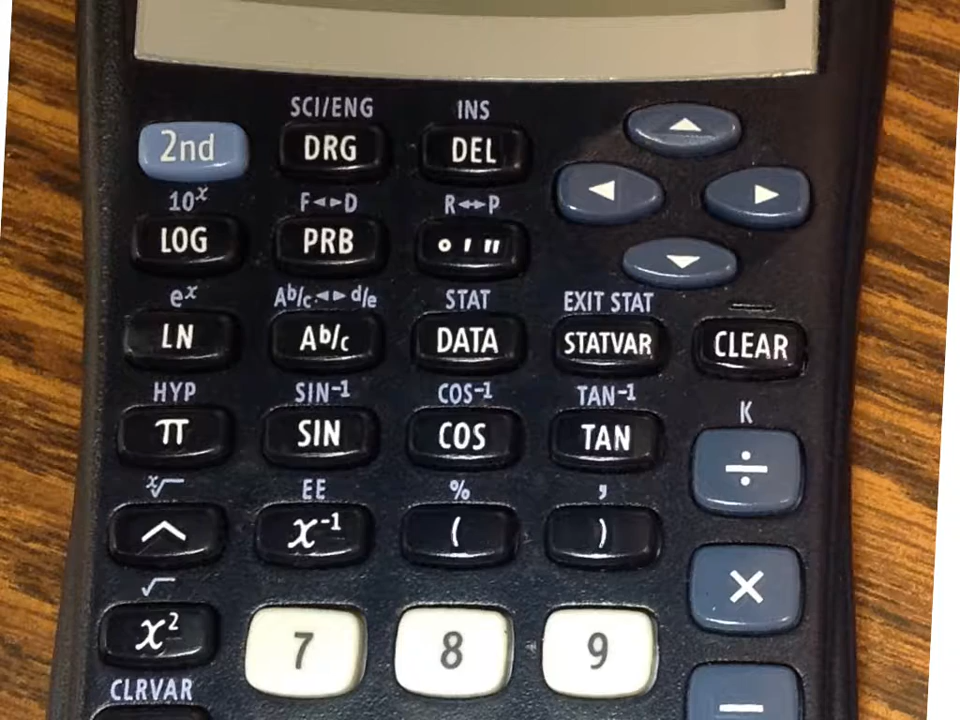 SCI/ENG INS
2nd DRG DEL
10ˣ F◄►D R◄►P
LOG PRB ° ' "
eˣ Ab/c◄►d/e STAT EXIT STAT
LN Ab/c DATA STATVAR CLEAR
HYP SIN⁻¹ COS⁻¹ TAN⁻¹ K
π SIN COS TAN ÷
ˣ√ EE % ,
^ x⁻¹ ( ) ×
√
x² 7 8 9
CLRVAR −